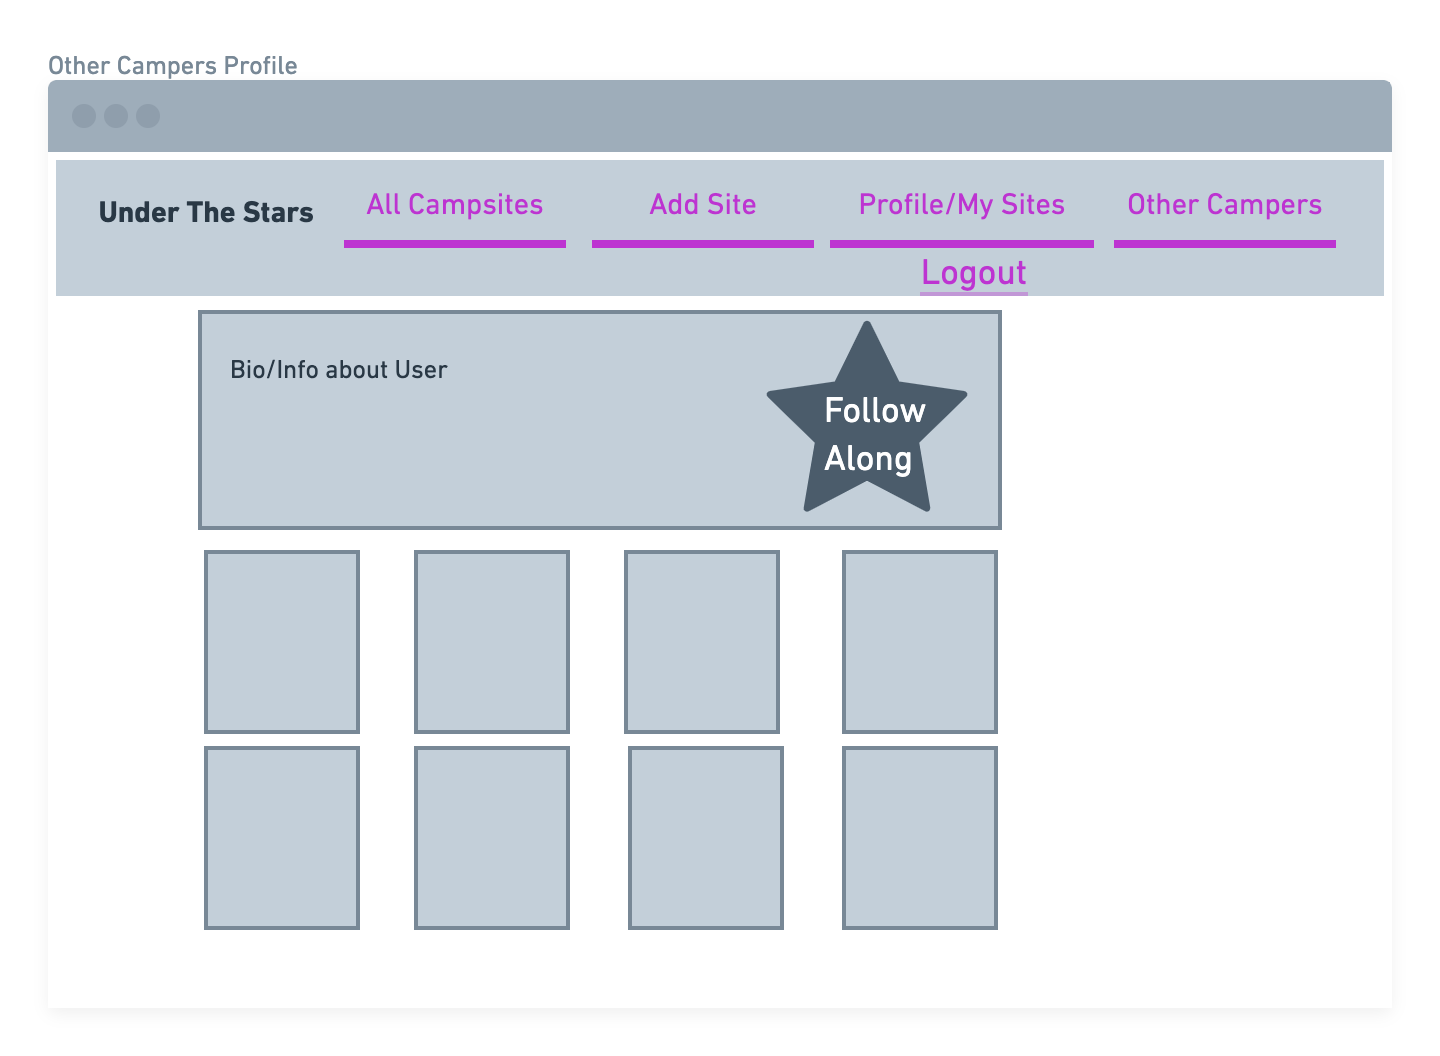 Other Campers Profile
Under The Stars
All Campsites
Add Site
Profile/My Sites
Other Campers
Logout
Bio/Info about User
Follow
Along